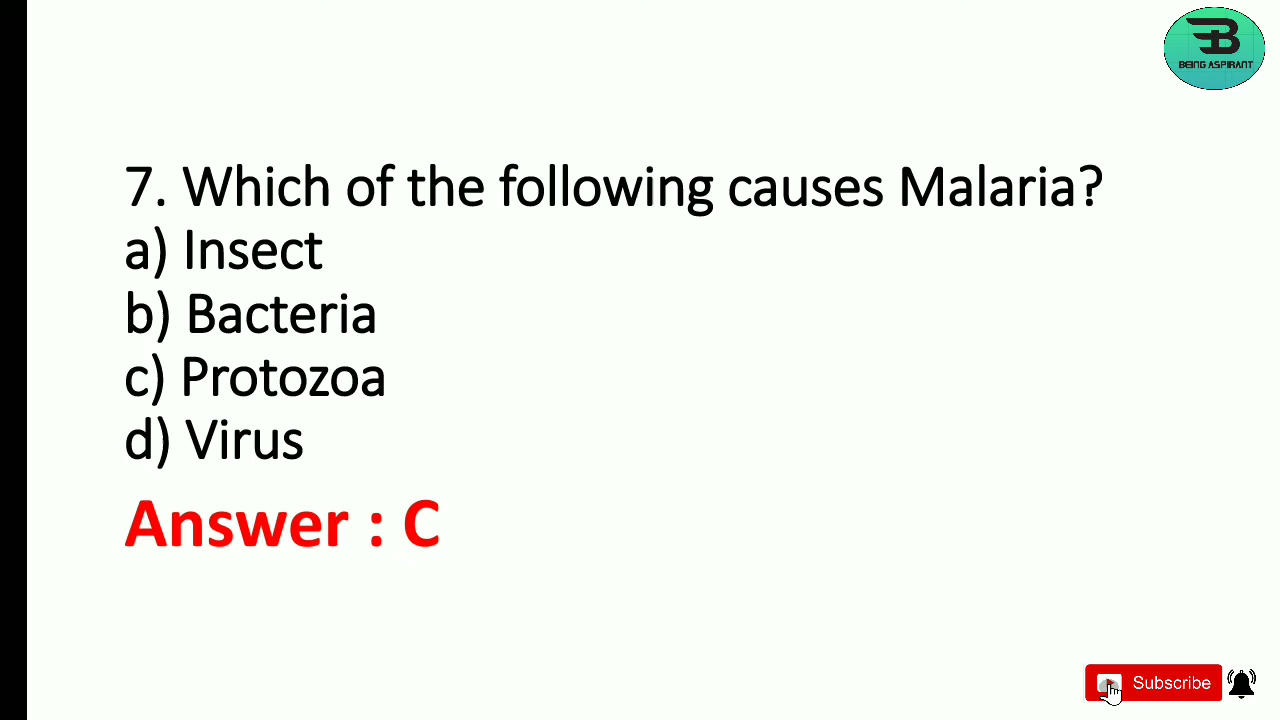 BEING ASPIRANT
7. Which of the following causes Malaria?
a) Insect
b) Bacteria
c) Protozoa
d) Virus
Answer : C
Subscribe